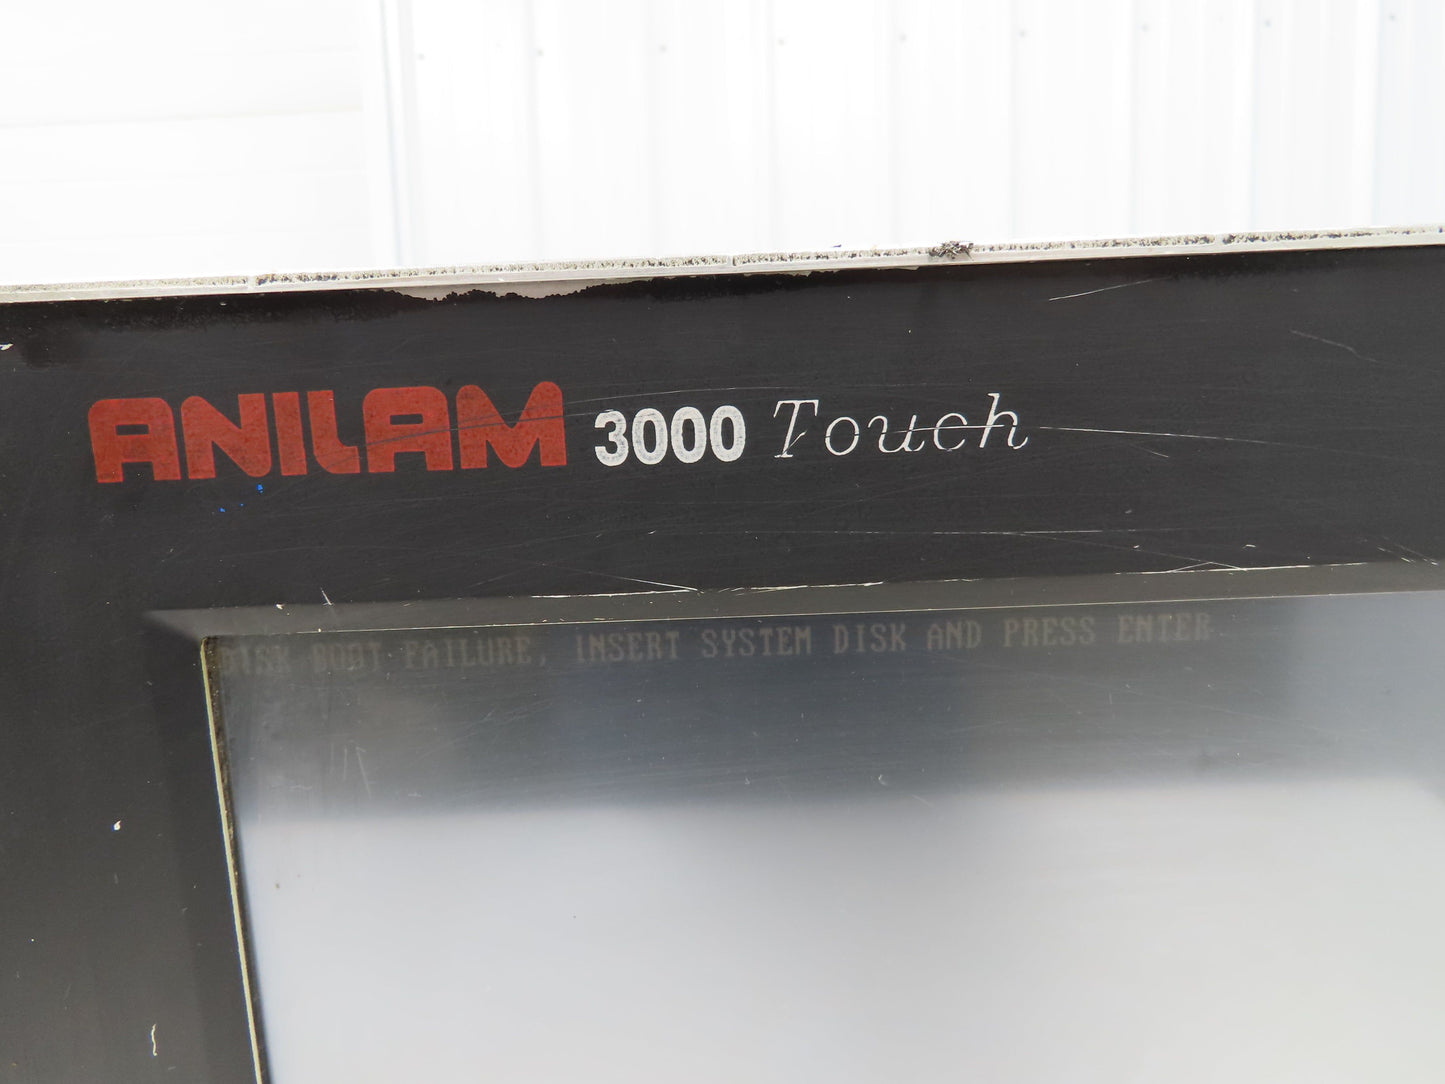 ANILAM 3000 Touch
DISK BOOT FAILURE, INSERT SYSTEM DISK AND PRESS ENTER